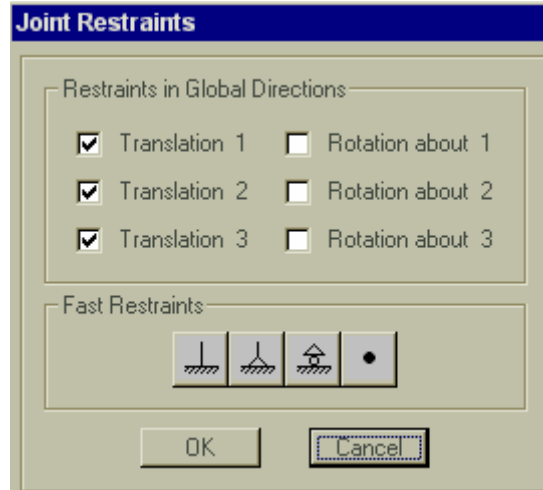 Joint Restraints
Restraints in Global Directions
Translation 1 Rotation about 1
Translation 2 Rotation about 2
Translation 3 Rotation about 3
Fast Restraints
OK Cancel